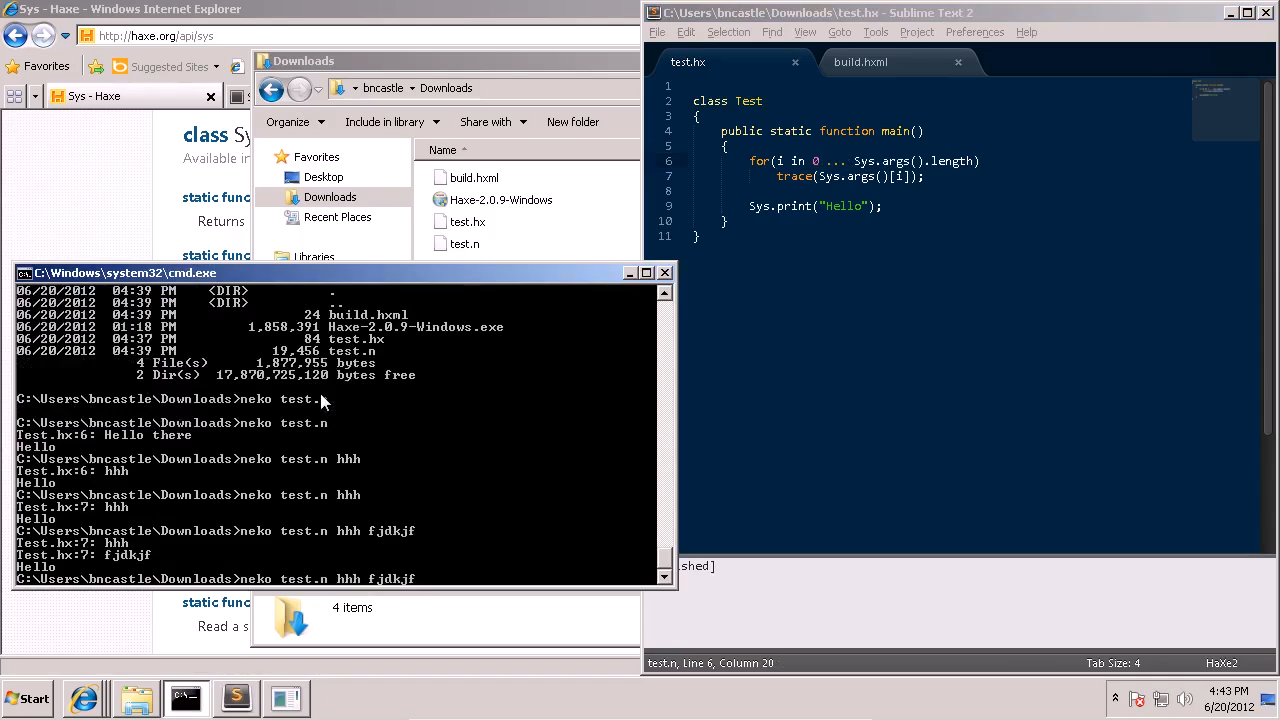 Sys - Haxe - Windows Internet Explorer
http://haxe.org/api/sys
Favorites
Suggested Sites
Sys - Haxe
class Sy
Available in
static func
Returns
static func
static func
Read a s
Downloads
bncastle
Downloads
Organize
Include in library
Share with
New folder
Favorites
Desktop
Downloads
Recent Places
Libraries
Name
build.hxml
Haxe-2.0.9-Windows
test.hx
test.n
4 items
C:\Windows\system32\cmd.exe
06/20/2012 04:39 PM <DIR> .
06/20/2012 04:39 PM <DIR> ..
06/20/2012 04:39 PM 24 build.hxml
06/20/2012 01:18 PM 1,858,391 Haxe-2.0.9-Windows.exe
06/20/2012 04:37 PM 84 test.hx
06/20/2012 04:39 PM 19,456 test.n
4 File(s) 1,877,955 bytes
2 Dir(s) 17,870,725,120 bytes free
C:\Users\bncastle\Downloads>neko test.
C:\Users\bncastle\Downloads>neko test.n
Test.hx:6: Hello there
Hello
C:\Users\bncastle\Downloads>neko test.n hhh
Test.hx:6: hhh
Hello
C:\Users\bncastle\Downloads>neko test.n hhh
Test.hx:7: hhh
Hello
C:\Users\bncastle\Downloads>neko test.n hhh fjdkjf
Test.hx:7: hhh
Test.hx:7: fjdkjf
Hello
C:\Users\bncastle\Downloads>neko test.n hhh fjdkjf
C:\Users\bncastle\Downloads\test.hx - Sublime Text 2
File Edit Selection Find View Goto Tools Project Preferences Help
test.hx
build.hxml
1
2 class Test
3 {
4 public static function main()
5 {
6 for(i in 0 ... Sys.args().length)
7 trace(Sys.args()[i]);
8
9 Sys.print("Hello");
10 }
11 }
shed]
test.n, Line 6, Column 20
Tab Size: 4
HaXe2
Start
4:43 PM
6/20/2012